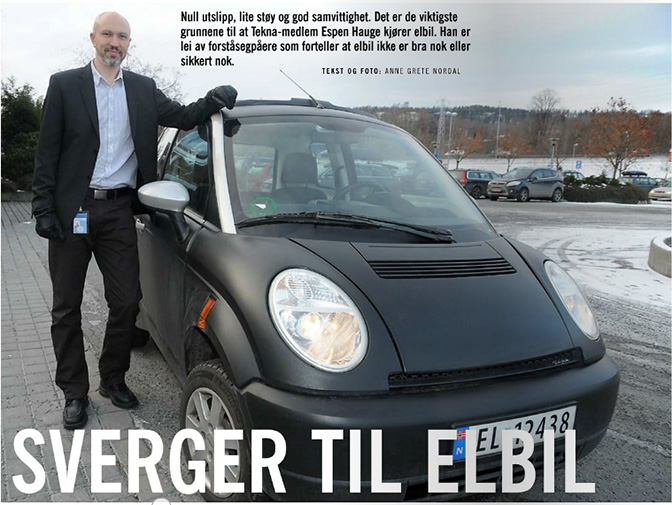 Null utslipp, lite støy og god samvittighet. Det er de viktigste
grunnene til at Tekna-medlem Espen Hauge kjører elbil. Han er
lei av forståsegpåere som forteller at elbil ikke er bra nok eller
sikkert nok.
TEKST OG FOTO: ANNE GRETE NORDAL
N
EL 12438
SVERGER TIL ELBIL